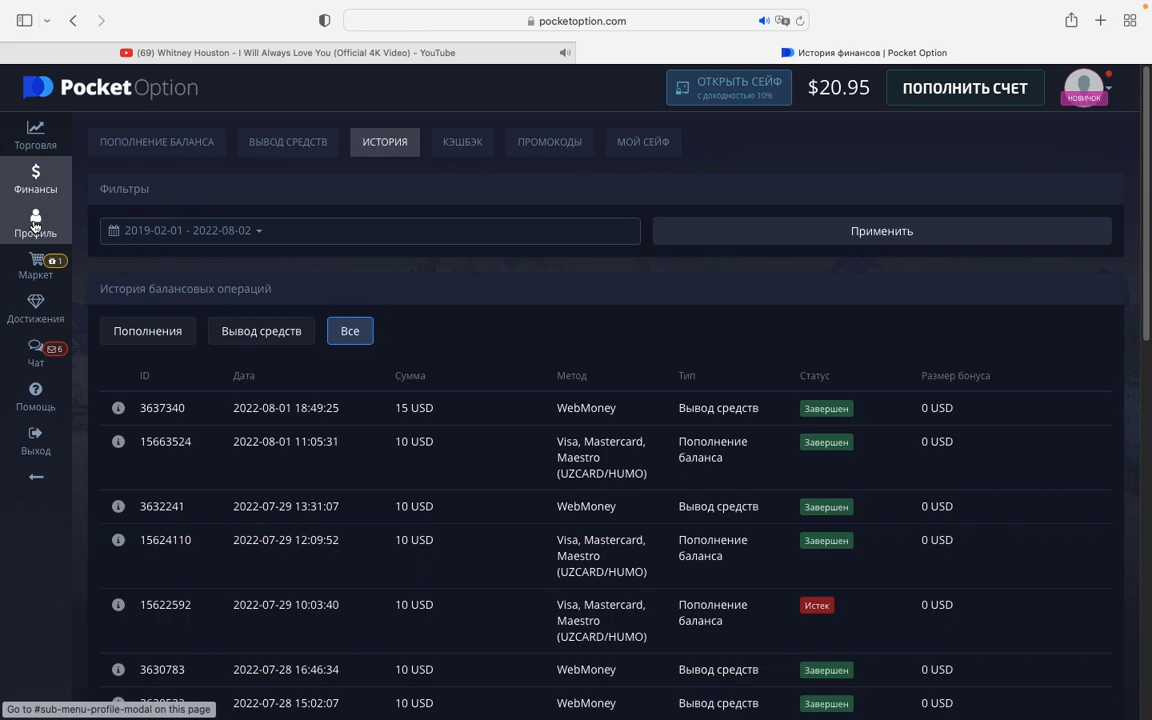 pocketoption.com
(69) Whitney Houston - I Will Always Love You (Official 4K Video) - YouTube
История финансов | Pocket Option
PocketOption
ОТКРЫТЬ СЕЙФ
с доходностью 10%
$20.95
ПОПОЛНИТЬ СЧЕТ
НОВИЧОК
Торговля
Финансы
Профиль
1
Маркет
Достижения
6
Чат
Помощь
Выход
ПОПОЛНЕНИЕ БАЛАНСА
ВЫВОД СРЕДСТВ
ИСТОРИЯ
КЭШБЭК
ПРОМОКОДЫ
МОЙ СЕЙФ
Фильтры
2019-02-01 - 2022-08-02
Применить
История балансовых операций
Пополнения
Вывод средств
Все
ID Дата Сумма Метод Тип Статус Размер бонуса
3637340 2022-08-01 18:49:25 15 USD WebMoney Вывод средств Завершен 0 USD
15663524 2022-08-01 11:05:31 10 USD Visa, Mastercard, Пополнение Завершен 0 USD
Maestro баланса
(UZCARD/HUMO)
3632241 2022-07-29 13:31:07 10 USD WebMoney Вывод средств Завершен 0 USD
15624110 2022-07-29 12:09:52 10 USD Visa, Mastercard, Пополнение Завершен 0 USD
Maestro баланса
(UZCARD/HUMO)
15622592 2022-07-29 10:03:40 10 USD Visa, Mastercard, Пополнение Истек 0 USD
Maestro баланса
(UZCARD/HUMO)
3630783 2022-07-28 16:46:34 10 USD WebMoney Вывод средств Завершен 0 USD
2022-07-28 15:02:07 10 USD WebMoney Вывод средств Завершен 0 USD
Go to #sub-menu-profile-modal on this page